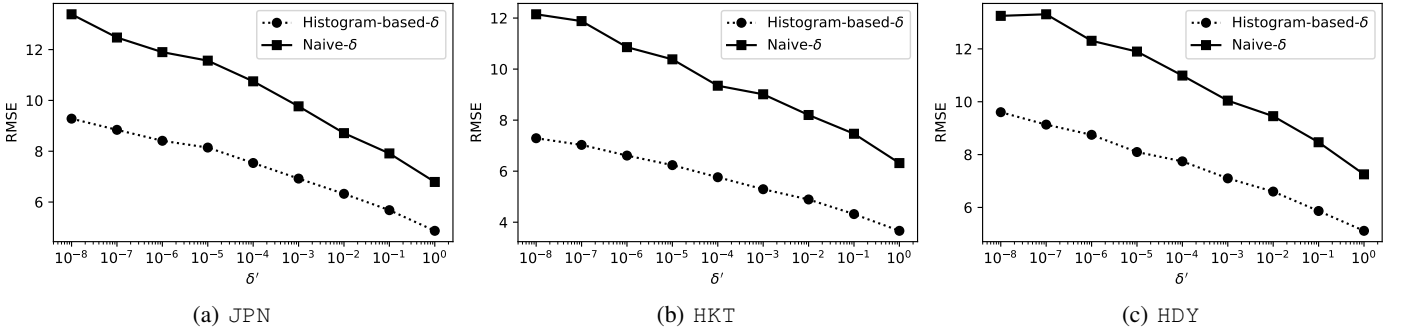 RMSE
12
10
8
6
Histogram-based-δ
Naive-δ
10⁻⁸ 10⁻⁷ 10⁻⁶ 10⁻⁵ 10⁻⁴ 10⁻³ 10⁻² 10⁻¹ 10⁰
δ′
(a) JPN
RMSE
12
10
8
6
4
Histogram-based-δ
Naive-δ
10⁻⁸ 10⁻⁷ 10⁻⁶ 10⁻⁵ 10⁻⁴ 10⁻³ 10⁻² 10⁻¹ 10⁰
δ′
(b) HKT
RMSE
12
10
8
6
Histogram-based-δ
Naive-δ
10⁻⁸ 10⁻⁷ 10⁻⁶ 10⁻⁵ 10⁻⁴ 10⁻³ 10⁻² 10⁻¹ 10⁰
δ′
(c) HDY